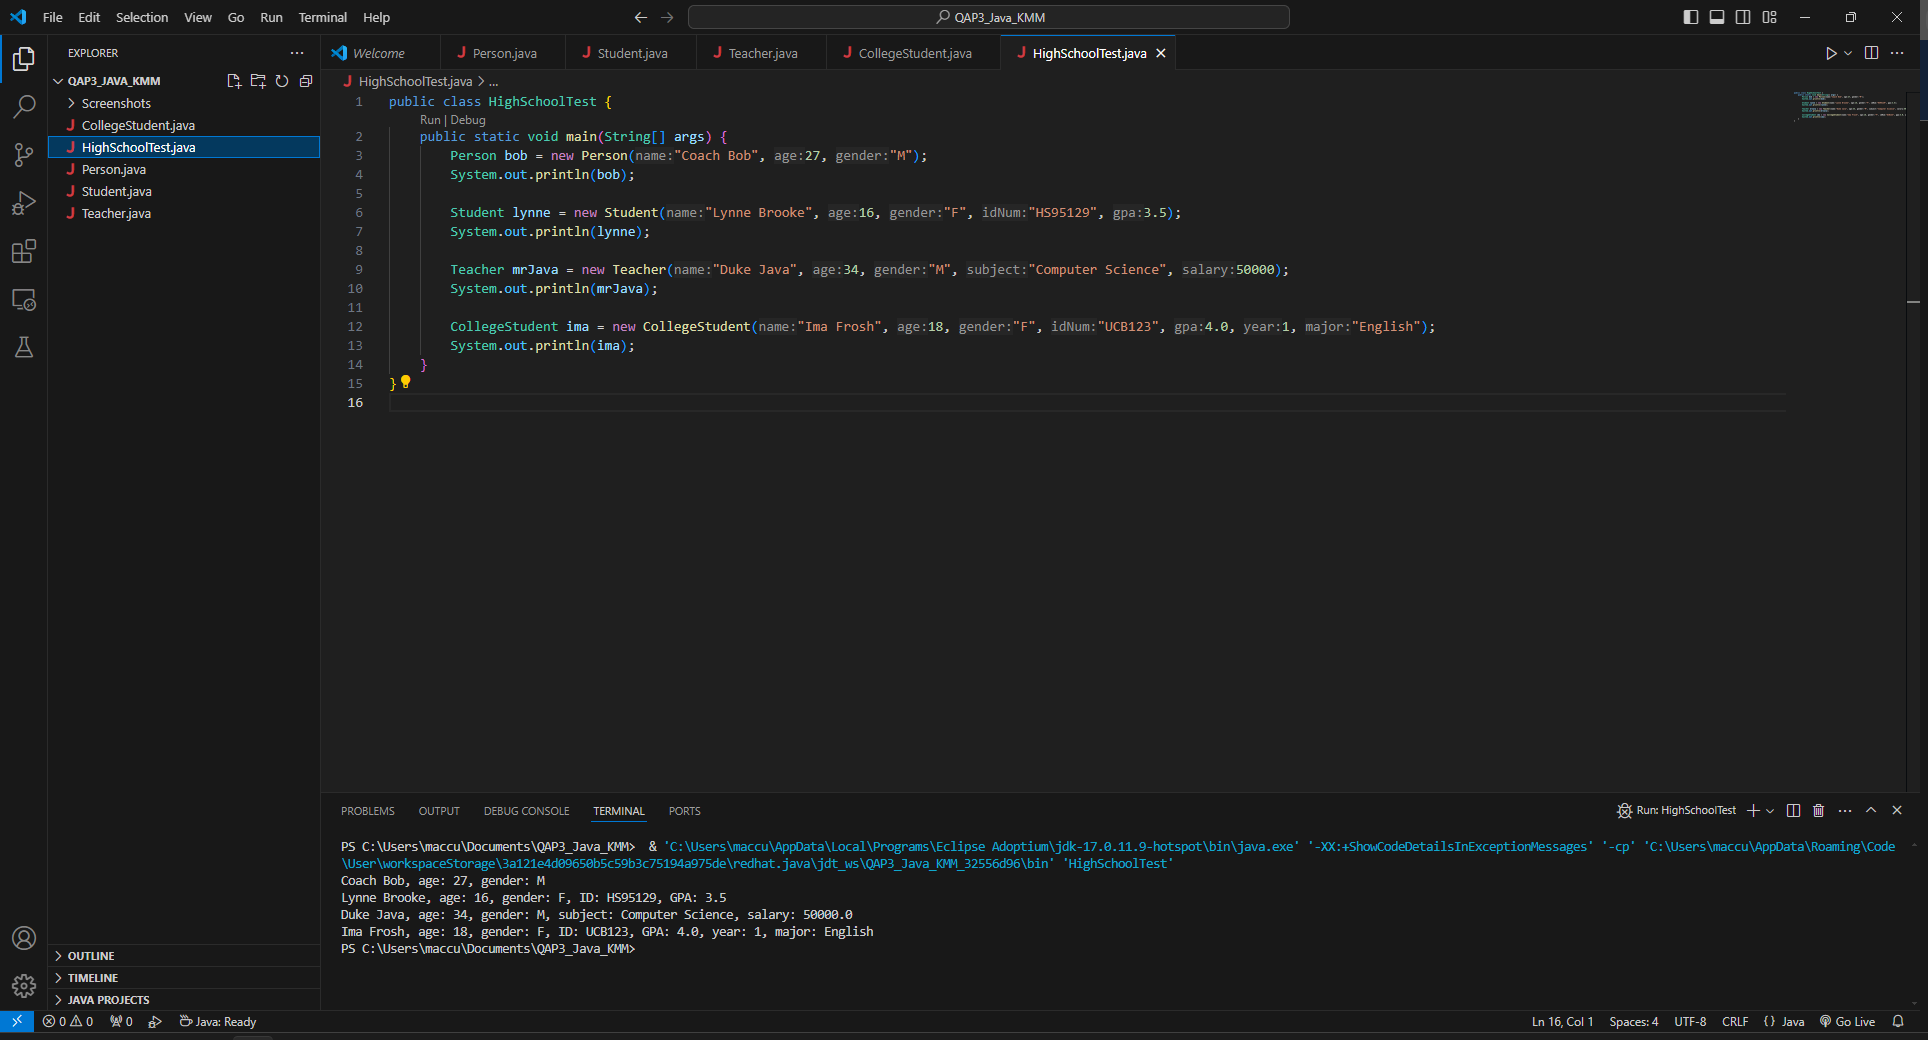 File Edit Selection View Go Run Terminal Help
QAP3_Java_KMM
EXPLORER
QAP3_JAVA_KMM
Screenshots
CollegeStudent.java
HighSchoolTest.java
Person.java
Student.java
Teacher.java
OUTLINE
TIMELINE
JAVA PROJECTS
Welcome Person.java Student.java Teacher.java CollegeStudent.java HighSchoolTest.java
HighSchoolTest.java > ...
1 public class HighSchoolTest {
Run | Debug
2 public static void main(String[] args) {
3 Person bob = new Person(name:"Coach Bob", age:27, gender:"M");
4 System.out.println(bob);
5
6 Student lynne = new Student(name:"Lynne Brooke", age:16, gender:"F", idNum:"HS95129", gpa:3.5);
7 System.out.println(lynne);
8
9 Teacher mrJava = new Teacher(name:"Duke Java", age:34, gender:"M", subject:"Computer Science", salary:50000);
10 System.out.println(mrJava);
11
12 CollegeStudent ima = new CollegeStudent(name:"Ima Frosh", age:18, gender:"F", idNum:"UCB123", gpa:4.0, year:1, major:"English");
13 System.out.println(ima);
14 }
15 }
16
PROBLEMS OUTPUT DEBUG CONSOLE TERMINAL PORTS
Run: HighSchoolTest
PS C:\Users\maccu\Documents\QAP3_Java_KMM> & 'C:\Users\maccu\AppData\Local\Programs\Eclipse Adoptium\jdk-17.0.11.9-hotspot\bin\java.exe' '-XX:+ShowCodeDetailsInExceptionMessages' '-cp' 'C:\Users\maccu\AppData\Roaming\Code
\User\workspaceStorage\3a121e4d09650b5c59b3c75194a975de\redhat.java\jdt_ws\QAP3_Java_KMM_32556d96\bin' 'HighSchoolTest'
Coach Bob, age: 27, gender: M
Lynne Brooke, age: 16, gender: F, ID: HS95129, GPA: 3.5
Duke Java, age: 34, gender: M, subject: Computer Science, salary: 50000.0
Ima Frosh, age: 18, gender: F, ID: UCB123, GPA: 4.0, year: 1, major: English
PS C:\Users\maccu\Documents\QAP3_Java_KMM>
0 0 0 Java: Ready
Ln 16, Col 1 Spaces: 4 UTF-8 CRLF {} Java Go Live